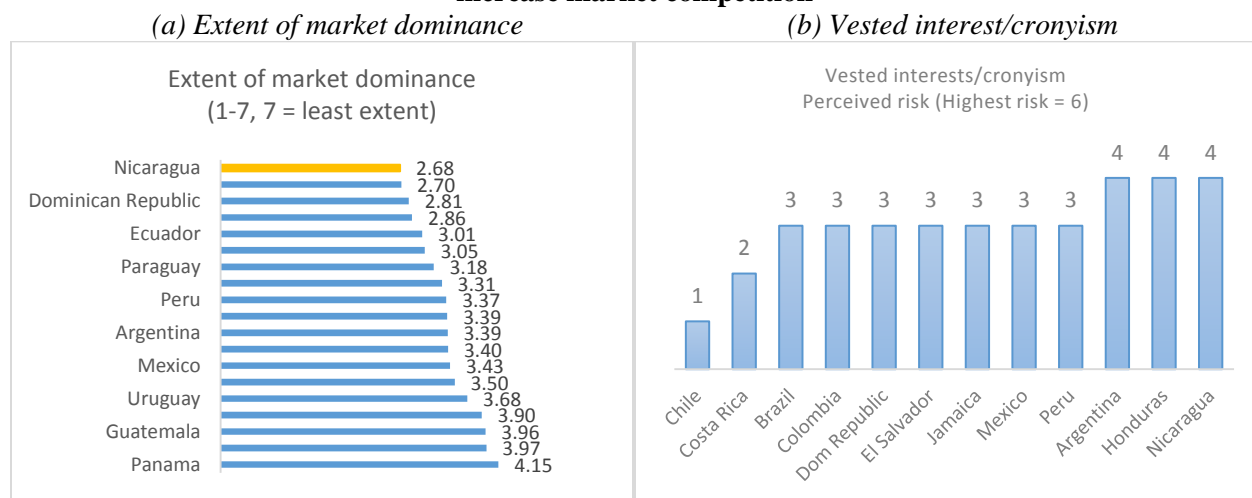 (a) Extent of market dominance
(b) Vested interest/cronyism
Extent of market dominance
(1-7, 7 = least extent)
Nicaragua 2.68
2.70
Dominican Republic 2.81
2.86
Ecuador 3.01
3.05
Paraguay 3.18
3.31
Peru 3.37
3.39
Argentina 3.39
3.40
Mexico 3.43
3.50
Uruguay 3.68
3.90
Guatemala 3.96
3.97
Panama 4.15
Vested interests/cronyism
Perceived risk (Highest risk = 6)
1 2 3 3 3 3 3 3 3 4 4 4
Chile
Costa Rica
Brazil
Colombia
Dom Republic
El Salvador
Jamaica
Mexico
Peru
Argentina
Honduras
Nicaragua